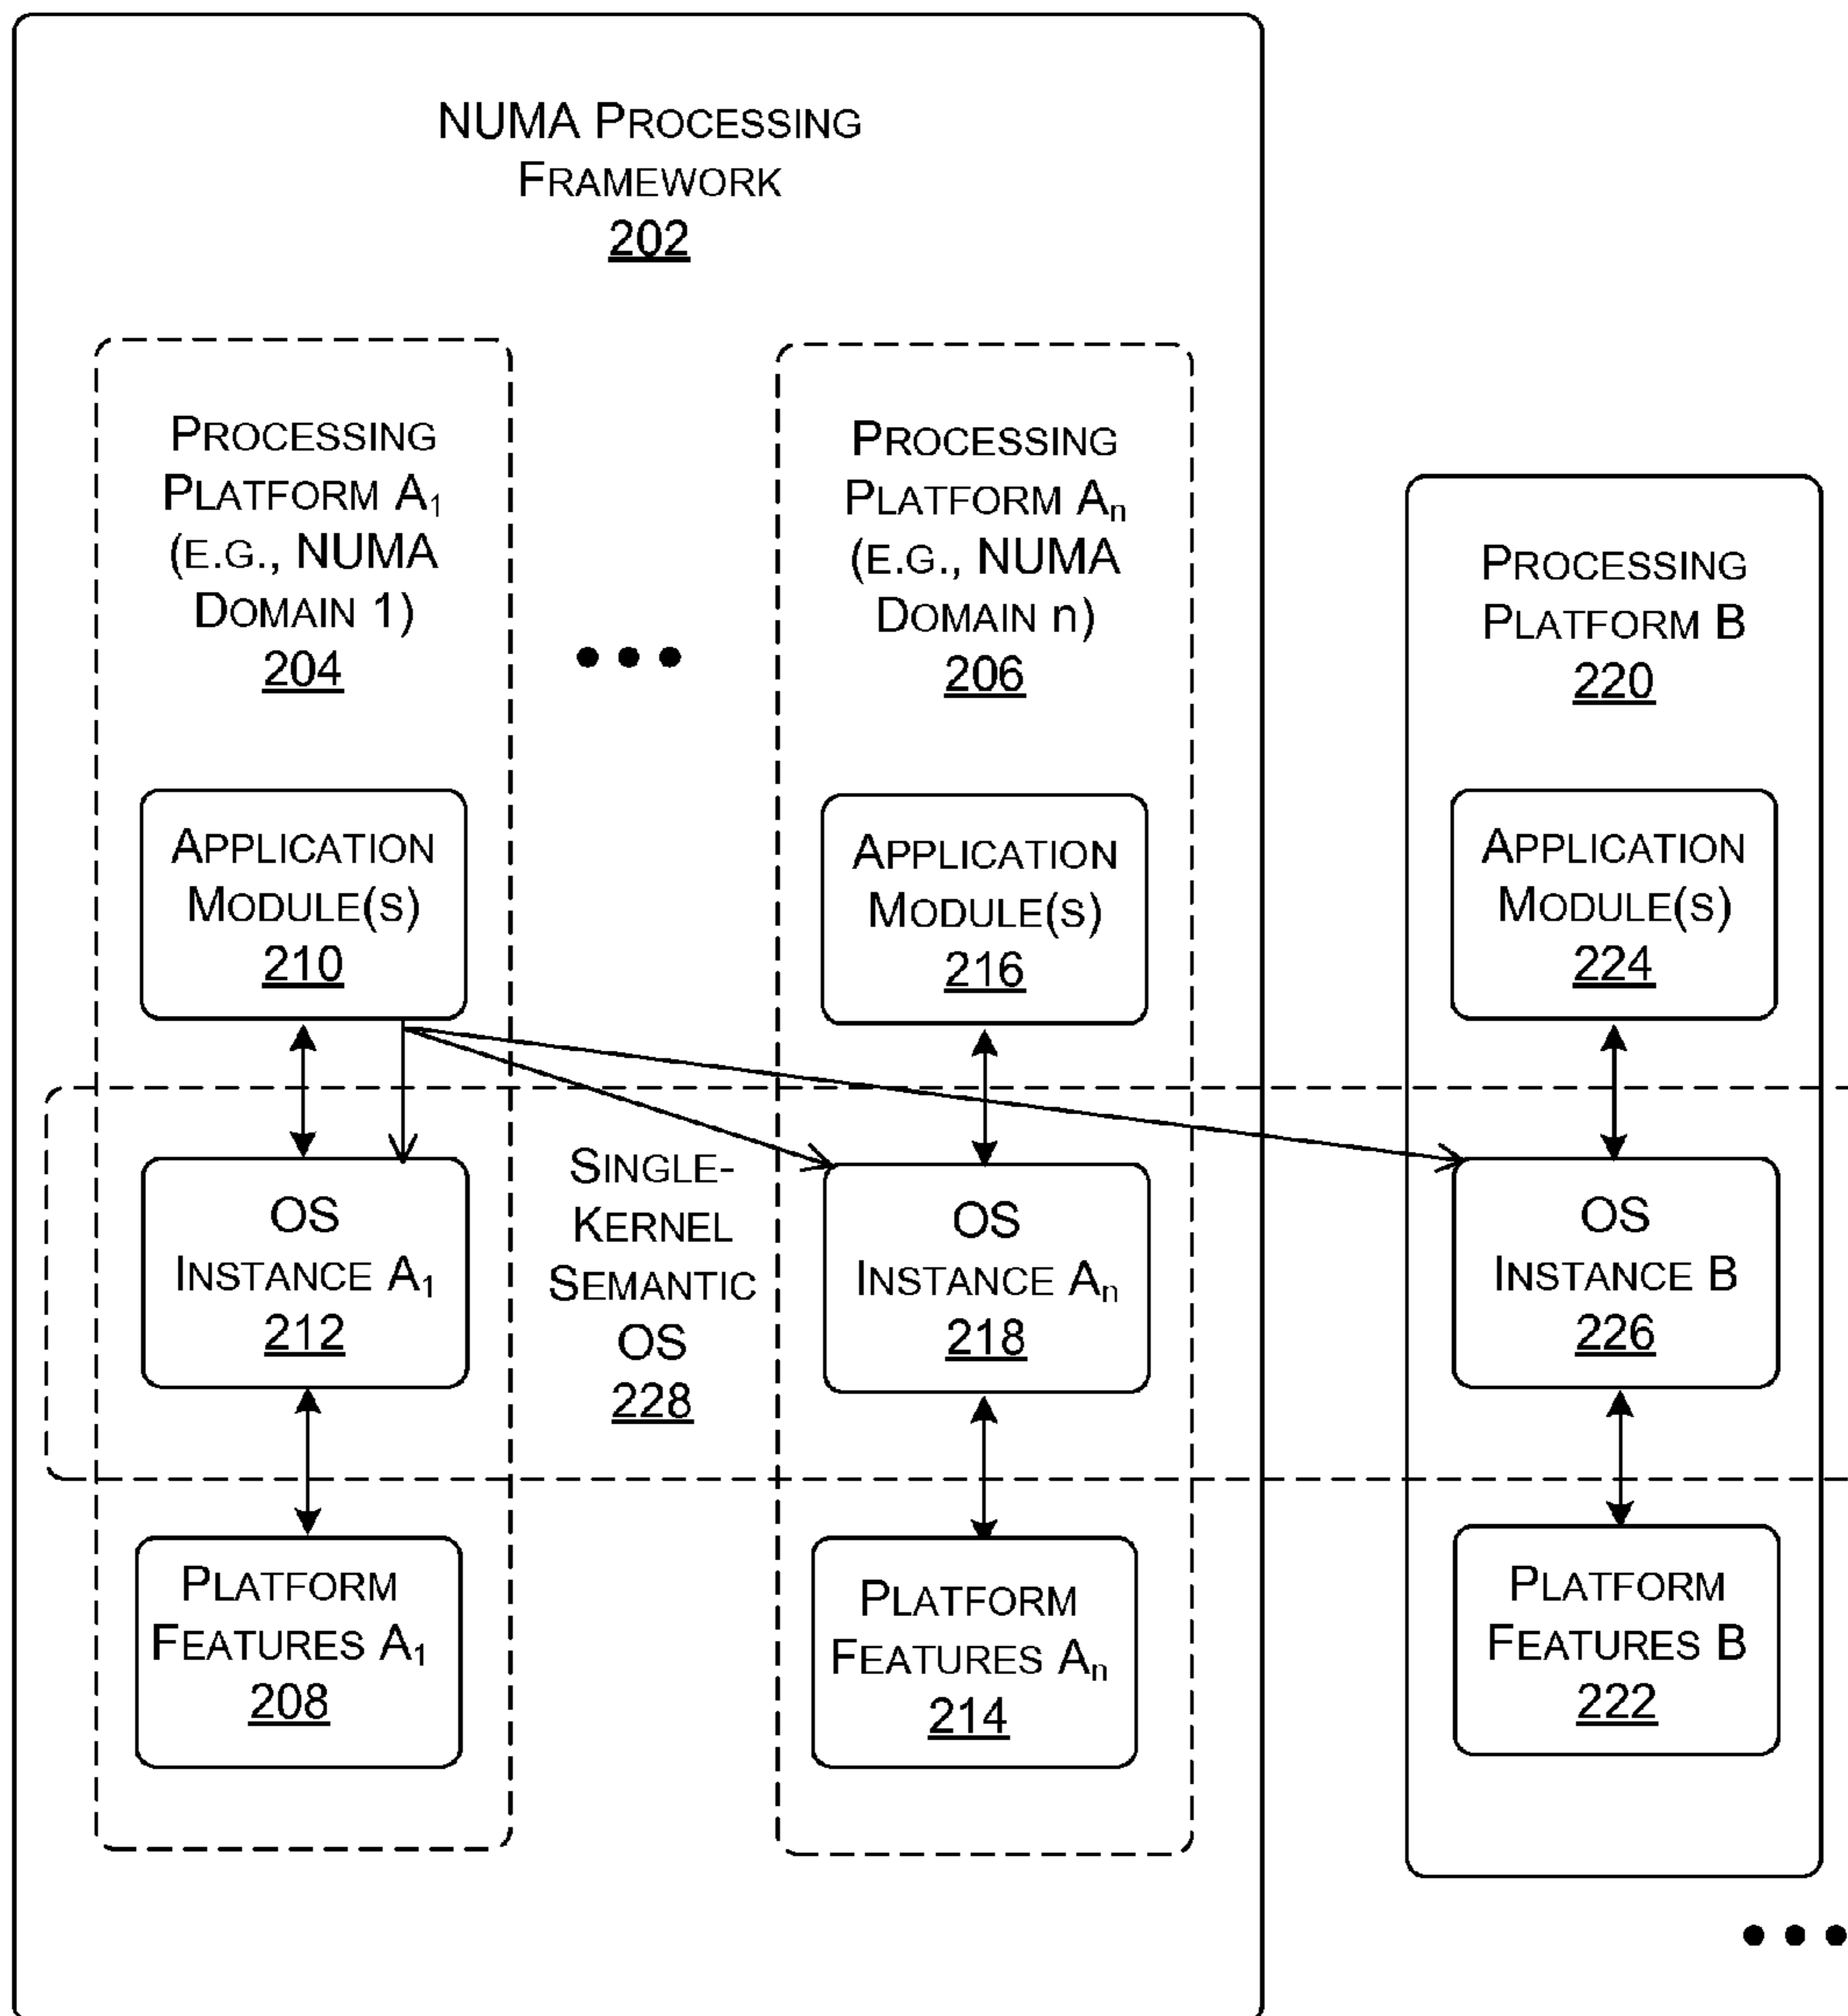 NUMA PROCESSING
FRAMEWORK
202
PROCESSING
PLATFORM A₁
(E.G., NUMA
DOMAIN 1)
204
PROCESSING
PLATFORM Aₙ
(E.G., NUMA
DOMAIN n)
206
PROCESSING
PLATFORM B
220
APPLICATION
MODULE(S)
210
APPLICATION
MODULE(S)
216
APPLICATION
MODULE(S)
224
OS
INSTANCE A₁
212
SINGLE-
KERNEL
SEMANTIC
OS
228
OS
INSTANCE Aₙ
218
OS
INSTANCE B
226
PLATFORM
FEATURES A₁
208
PLATFORM
FEATURES Aₙ
214
PLATFORM
FEATURES B
222